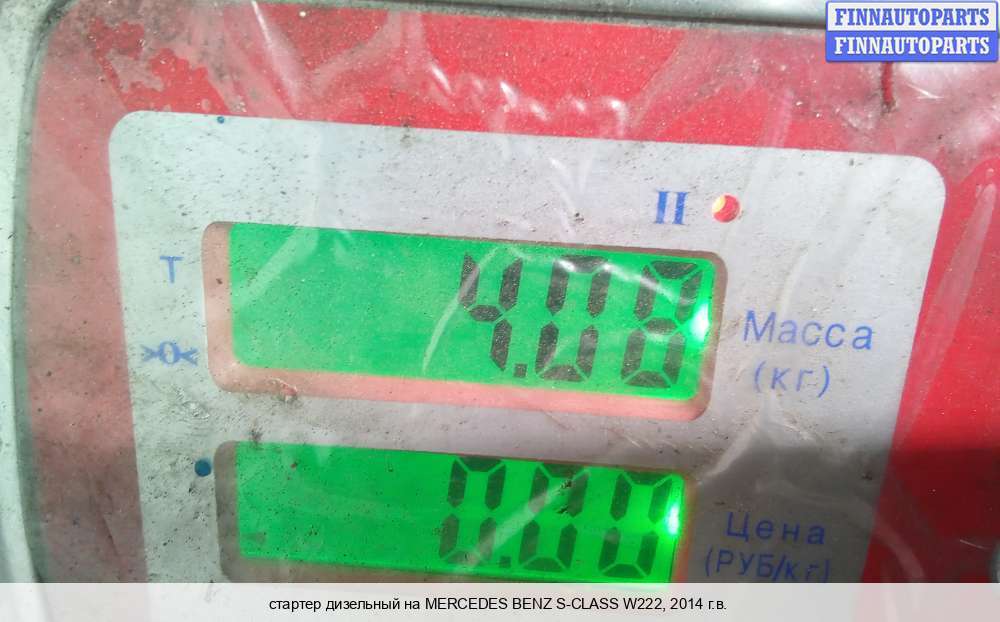 FINNAUTOPARTS
FINNAUTOPARTS
II
T
4.08
Масса
(кг)
>0<
0.00
Цена
(РУБ/кг)
стартер дизельный на MERCEDES BENZ S-CLASS W222, 2014 г.в.